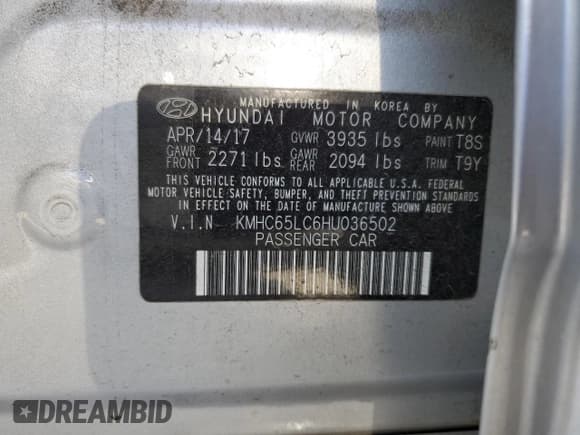 MANUFACTURED IN KOREA BY
HYUNDAI MOTOR COMPANY
APR/14/17 GVWR 3935 lbs PAINT T8S
GAWR FRONT 2271 lbs GAWR REAR 2094 lbs TRIM T9Y
THIS VEHICLE CONFORMS TO ALL APPLICABLE U.S.A. FEDERAL
MOTOR VEHICLE SAFETY, BUMPER, AND THEFT STANDARDS
IN EFFECT ON THE DATE OF MANUFACTURE SHOWN ABOVE.
V.I.N KMHC65LC6HU036502
PASSENGER CAR
DREAMBID